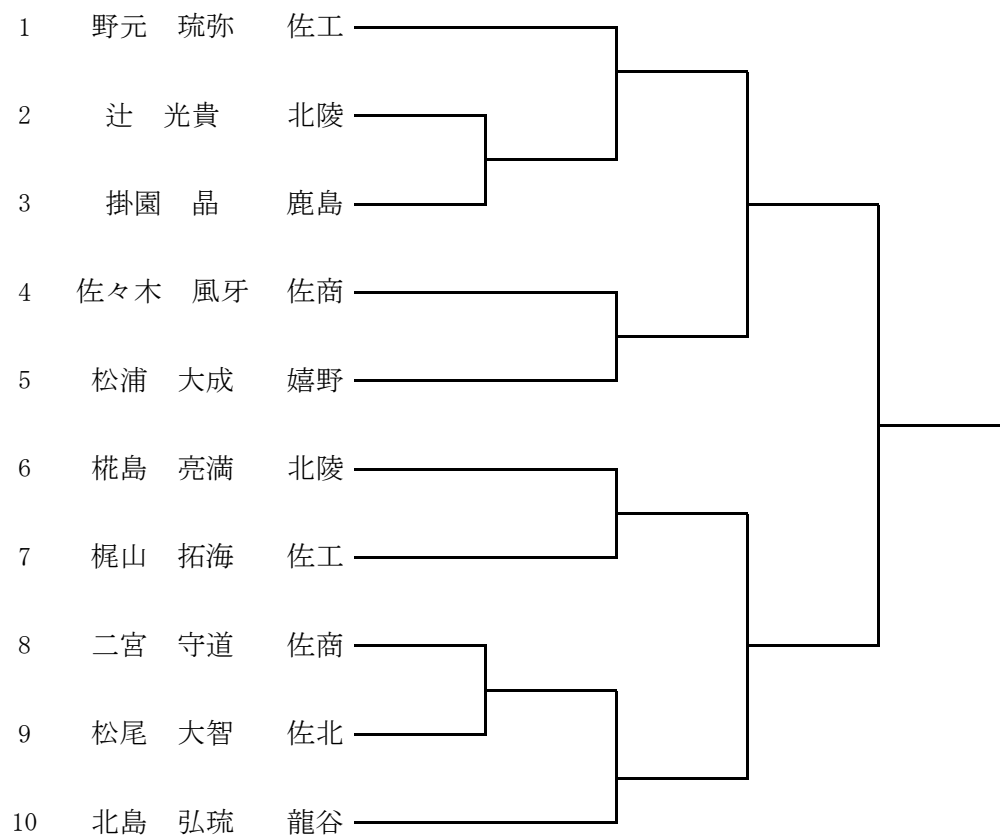 1 野元 琉弥 佐工
2 辻 光貴 北陵
3 掛園 晶 鹿島
4 佐々木 風牙 佐商
5 松浦 大成 嬉野
6 椛島 亮満 北陵
7 梶山 拓海 佐工
8 二宮 守道 佐商
9 松尾 大智 佐北
10 北島 弘琉 龍谷